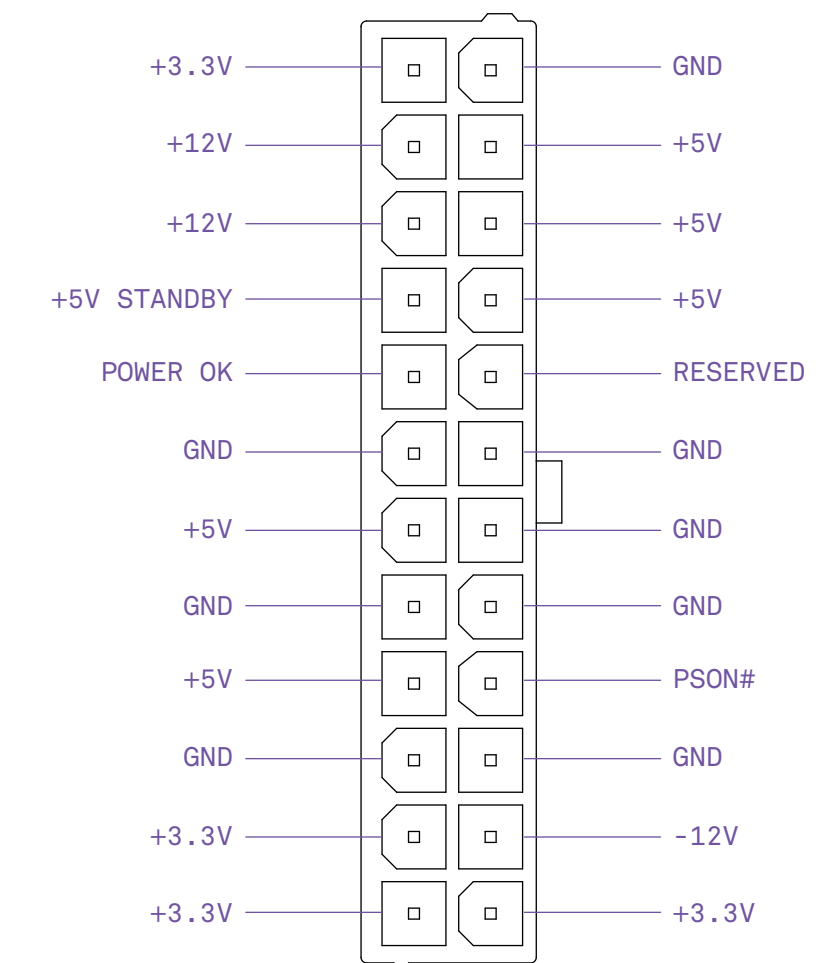 +3.3V GND
+12V +5V
+12V +5V
+5V STANDBY +5V
POWER OK RESERVED
GND GND
+5V GND
GND GND
+5V PSON#
GND GND
+3.3V -12V
+3.3V +3.3V